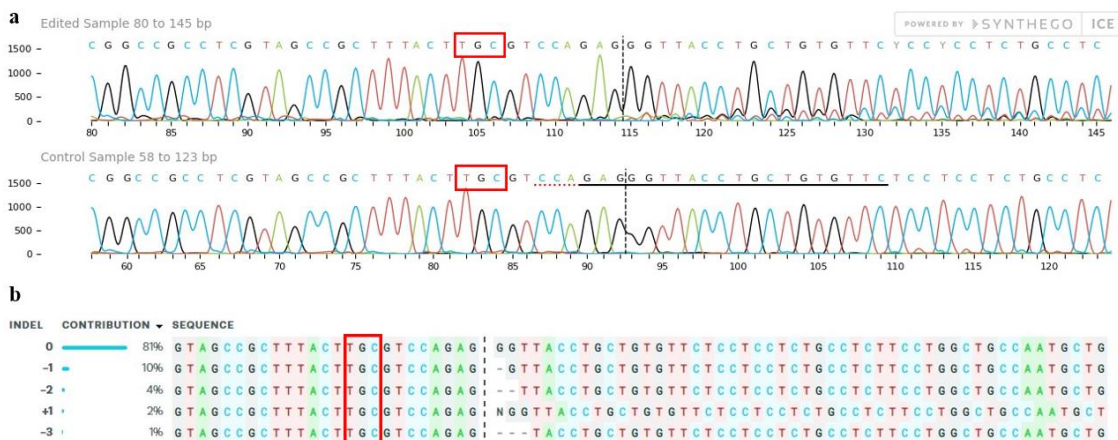 a
Edited Sample 80 to 145 bp
POWERED BY SYNTHEGO ICE
C G G C C G C C T C G T A G C C G C T T T A C T T G C G T C C A G A G G G T T A C C T G C T G T G T T C Y C C Y C C T C T G C C T C
1500
1000
500
0
80 85 90 95 100 105 110 115 120 125 130 135 140 145
Control Sample 58 to 123 bp
C G G C C G C C T C G T A G C C G C T T T A C T T G C G T C C A G A G G G T T A C C T G C T G T G T T C T C C T C C T C T G C C T C
1500
1000
500
0
60 65 70 75 80 85 90 95 100 105 110 115 120
b
INDEL CONTRIBUTION SEQUENCE
0 81% G T A G C C G C T T T A C T T G C G T C C A G A G G G T T A C C T G C T G T G T T C T C C T C C T C T G C C T C T T C C T G G C T G C C A A T G C T G
-1 10% G T A G C C G C T T T A C T T G C G T C C A G A G - G T T A C C T G C T G T G T T C T C C T C C T C T G C C T C T T C C T G G C T G C C A A T G C T G
-2 4% G T A G C C G C T T T A C T T G C G T C C A G A G - - T T A C C T G C T G T G T T C T C C T C C T C T G C C T C T T C C T G G C T G C C A A T G C T G
+1 2% G T A G C C G C T T T A C T T G C G T C C A G A G N G G T T A C C T G C T G T G T T C T C C T C C T C T G C C T C T T C C T G G C T G C C A A T G C T
-3 1% G T A G C C G C T T T A C T T G C G T C C A G A G - - - T A C C T G C T G T G T T C T C C T C C T C T G C C T C T T C C T G G C T G C C A A T G C T G